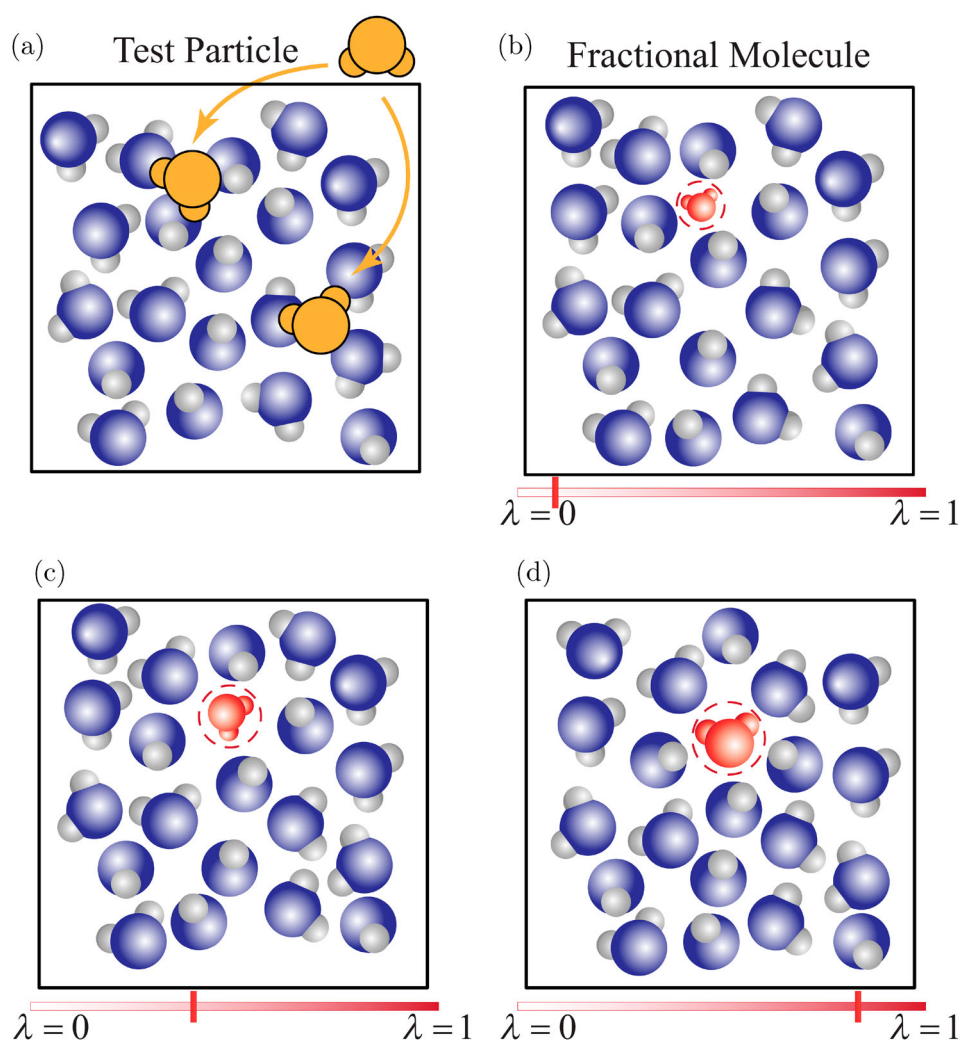 (a)
Test Particle
(b)
Fractional Molecule
λ = 0
λ = 1
(c)
(d)
λ = 0
λ = 1
λ = 0
λ = 1